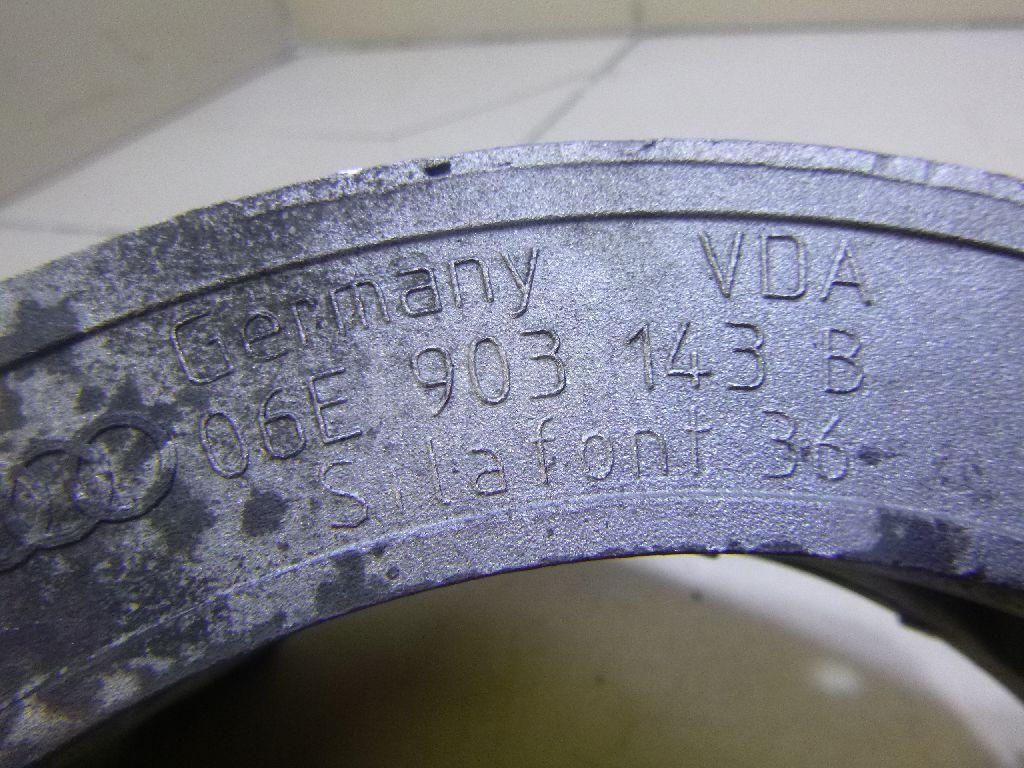 Germany VDA
06E 903 143 B
Silafont 36